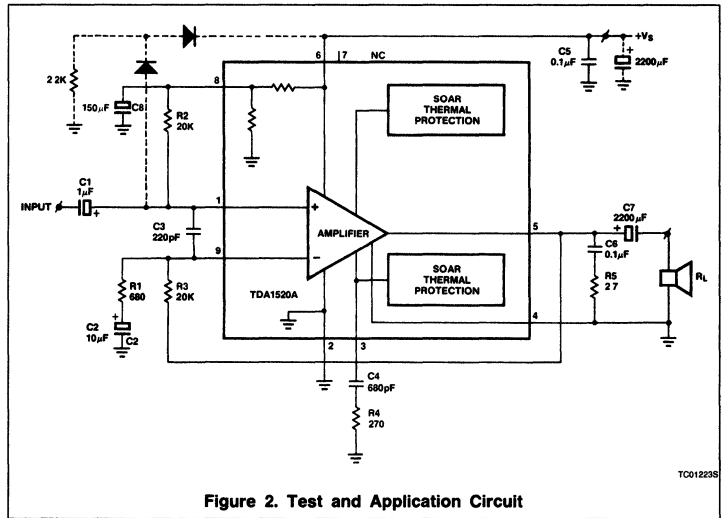 6
7
NC
C5
0.1µF
+VS
+
2200µF
2 2K
8
150µF
C8
R2
20K
SOAR
THERMAL
PROTECTION
INPUT
C1
1µF
+
1
C3
220pF
+
AMPLIFIER
−
5
C7
+
2200µF
C6
0.1µF
9
R1
680
R3
20K
TDA1520A
SOAR
THERMAL
PROTECTION
R5
2 7
RL
+
C2
10µF
C2
2
3
4
C4
680pF
R4
270
TC01223S
Figure 2. Test and Application Circuit